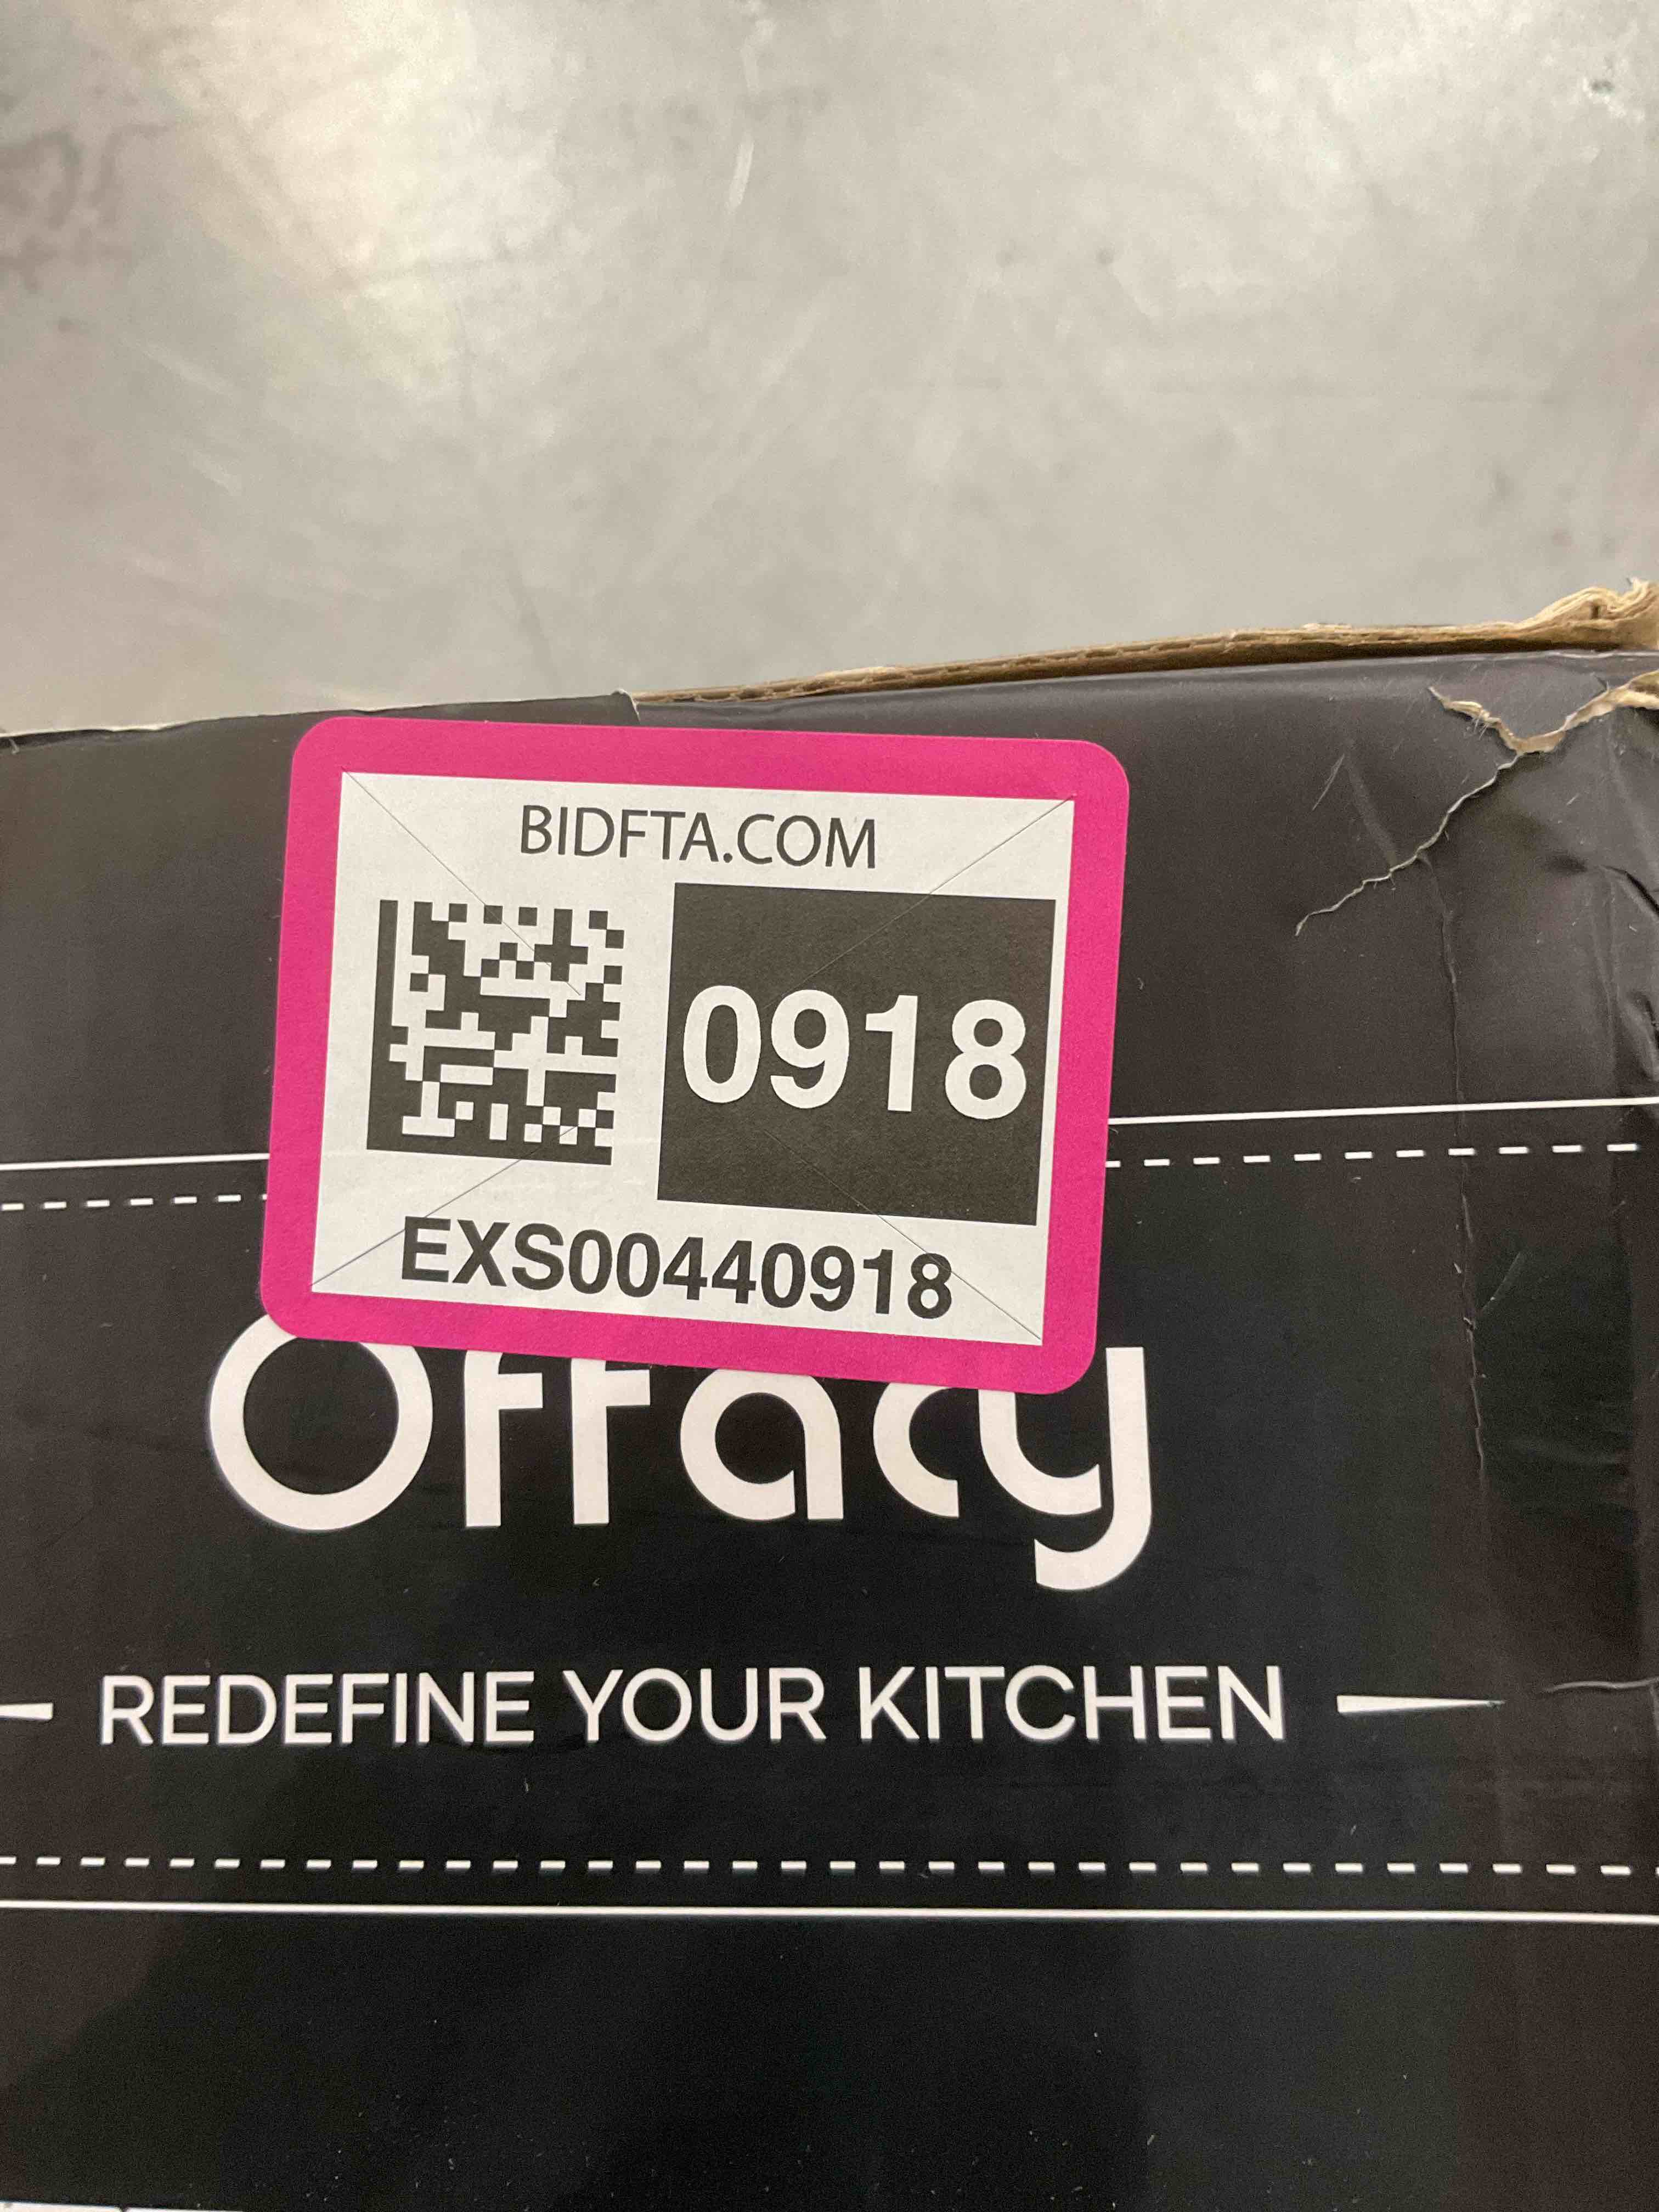 BIDFTA.COM
0918
EXS00440918
Offacy
REDEFINE YOUR KITCHEN